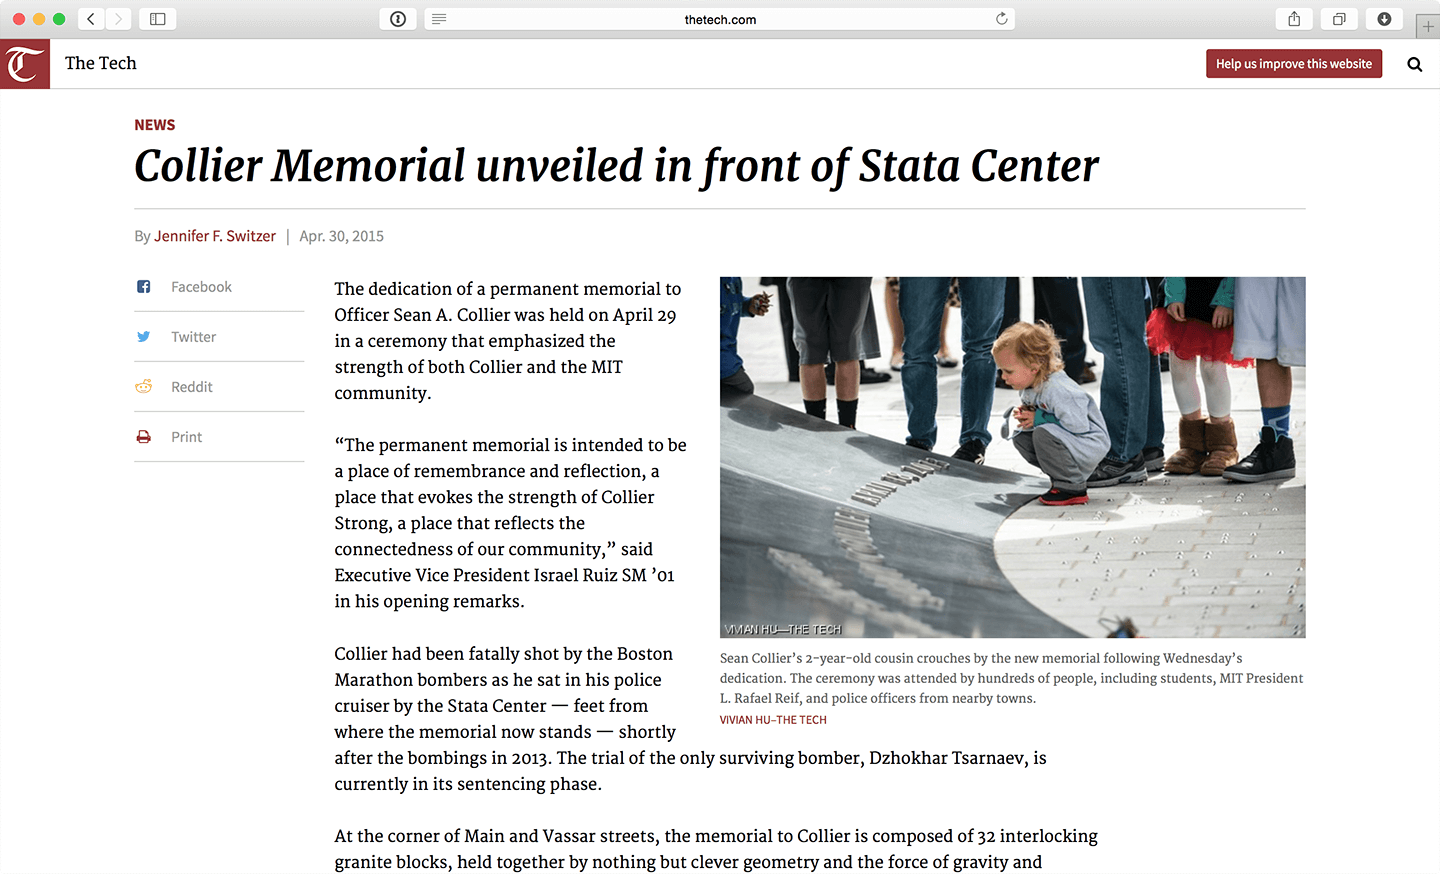 thetech.com
The Tech
Help us improve this website
NEWS
Collier Memorial unveiled in front of Stata Center
By Jennifer F. Switzer | Apr. 30, 2015
Facebook
Twitter
Reddit
Print
The dedication of a permanent memorial to
Officer Sean A. Collier was held on April 29
in a ceremony that emphasized the
strength of both Collier and the MIT
community.
“The permanent memorial is intended to be
a place of remembrance and reflection, a
place that evokes the strength of Collier
Strong, a place that reflects the
connectedness of our community,” said
Executive Vice President Israel Ruiz SM ’01
in his opening remarks.
Collier had been fatally shot by the Boston
Marathon bombers as he sat in his police
cruiser by the Stata Center — feet from
where the memorial now stands — shortly
after the bombings in 2013. The trial of the only surviving bomber, Dzhokhar Tsarnaev, is
currently in its sentencing phase.
At the corner of Main and Vassar streets, the memorial to Collier is composed of 32 interlocking
granite blocks, held together by nothing but clever geometry and the force of gravity and
APRIL 18 2013
VIVIAN HU—THE TECH
Sean Collier’s 2-year-old cousin crouches by the new memorial following Wednesday’s
dedication. The ceremony was attended by hundreds of people, including students, MIT President
L. Rafael Reif, and police officers from nearby towns.
VIVIAN HU–THE TECH